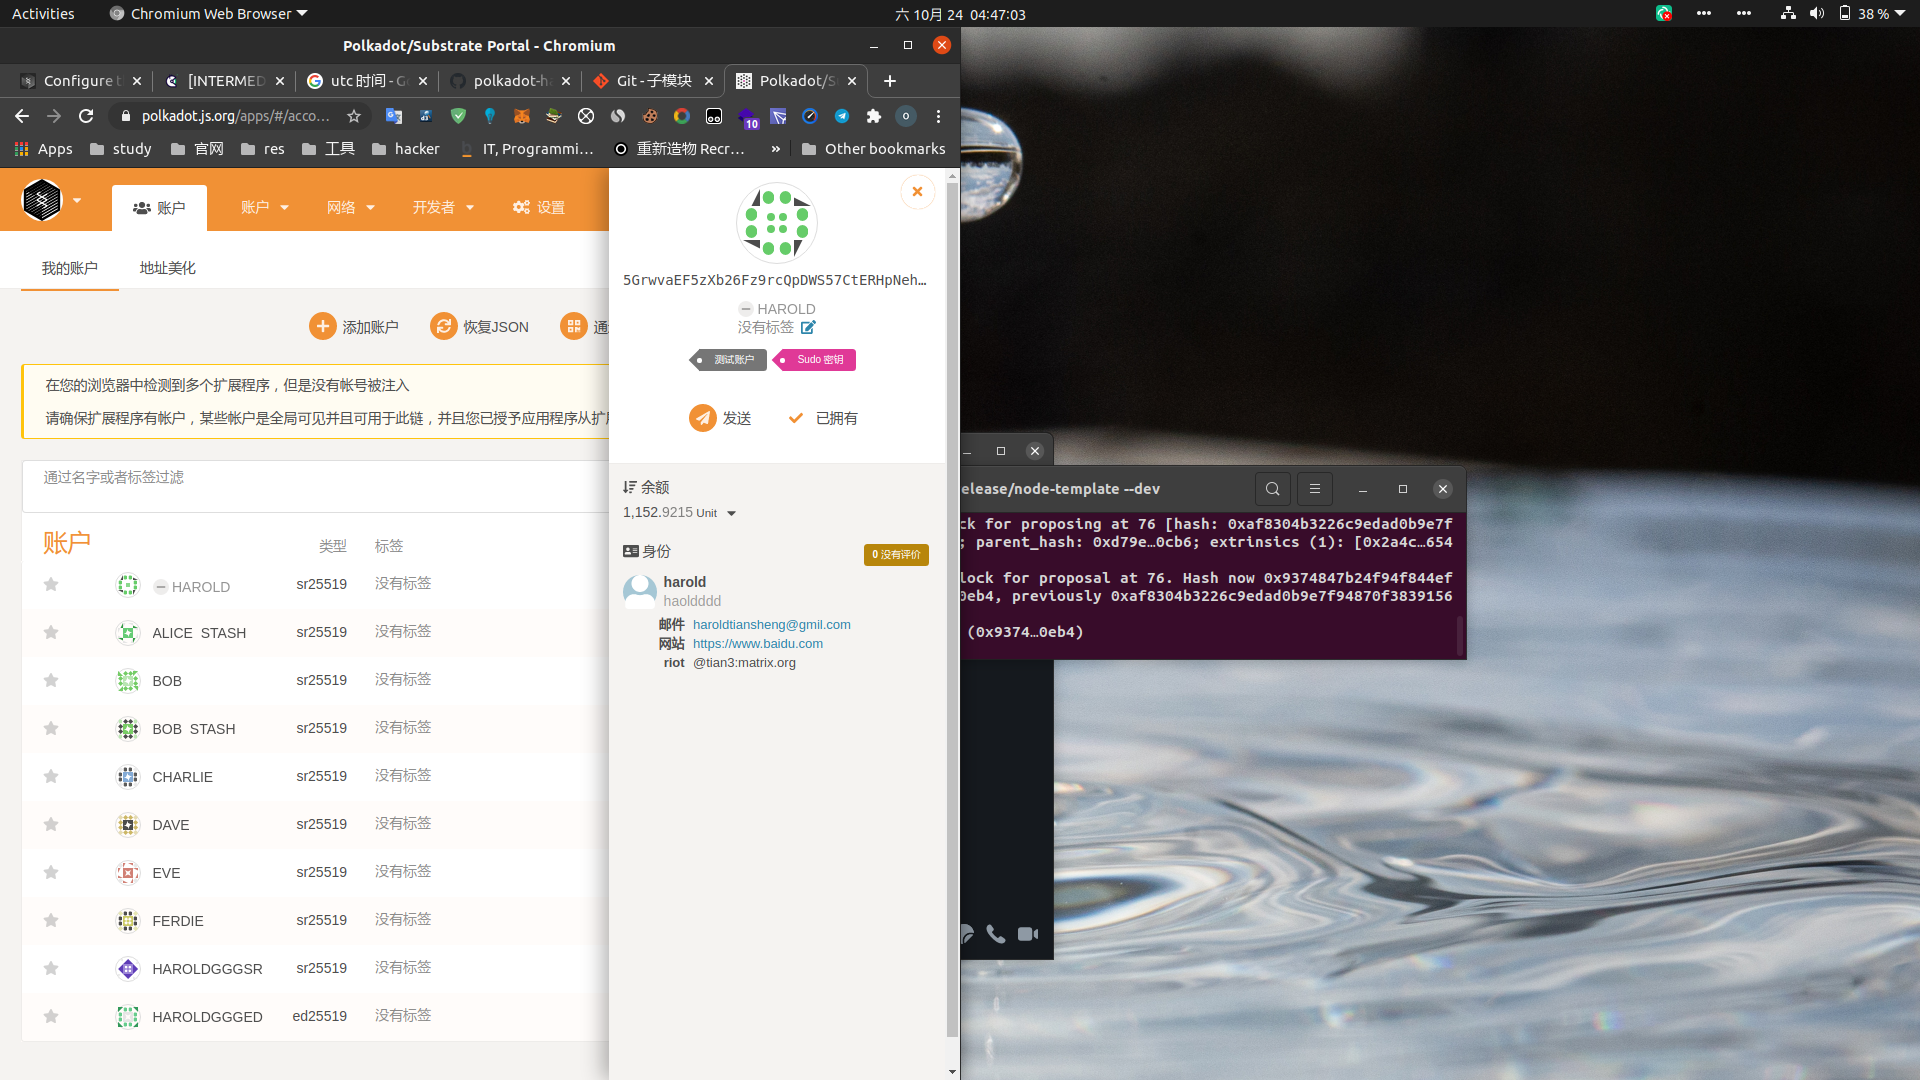 Activities
Chromium Web Browser
六 10月 24 04:47:03
38 %
Polkadot/Substrate Portal - Chromium
Configure t
[INTERMED
utc 时间 - G
polkadot-h
Git - 子模块
Polkadot/S
polkadot.js.org/apps/#/acco…
10
O
Apps
study
官网
res
工具
hacker
IT, Programmi…
重新造物 Recr…
»
Other bookmarks
账户
账户
网络
开发者
设置
我的账户
地址美化
添加账户
恢复JSON
通
在您的浏览器中检测到多个扩展程序，但是没有帐号被注入
请确保扩展程序有帐户，某些帐户是全局可见并且可用于此链，并且您已授予应用程序从扩
通过名字或者标签过滤
账户
类型
标签
HAROLD sr25519 没有标签
ALICE STASH sr25519 没有标签
BOB sr25519 没有标签
BOB STASH sr25519 没有标签
CHARLIE sr25519 没有标签
DAVE sr25519 没有标签
EVE sr25519 没有标签
FERDIE sr25519 没有标签
HAROLDGGGSR sr25519 没有标签
HAROLDGGGED ed25519 没有标签
5GrwvaEF5zXb26Fz9rcQpDWS57CtERHpNeh…
HAROLD
没有标签
测试账户
Sudo 密钥
发送
已拥有
余额
1,152.9215 Unit
身份
0 没有评价
harold
haoldddd
邮件 haroldtiansheng@gmil.com
网站 https://www.baidu.com
riot @tian3:matrix.org
elease/node-template --dev
ck for proposing at 76 [hash: 0xaf8304b3226c9edad0b9e7f
; parent_hash: 0xd79e…0cb6; extrinsics (1): [0x2a4c…654
lock for proposal at 76. Hash now 0x9374847b24f94f844ef
0eb4, previously 0xaf8304b3226c9edad0b9e7f94870f3839156
(0x9374…0eb4)